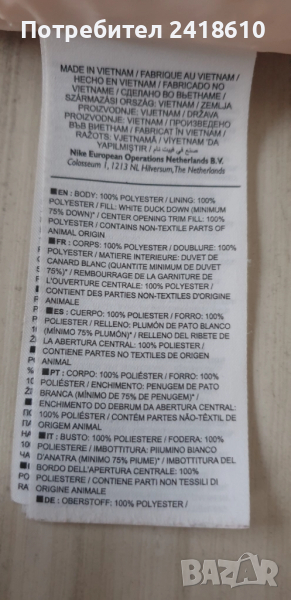 Потребител 2418610
MADE IN VIETNAM / FABRIQUE AU VIETNAM /
HECHO EN VIETNAM / FABRICADO NO
VIETNAME / СДЕЛАНО ВО ВЬЕТНАМЕ /
SZÁRMAZÁSI ORSZÁG: VIETNAM / ZEMLJA
PROIZVODNJE: VIJETNAM / DRŽAVA
PROIZVODNJE: VIETNAM / ПРОИЗВЕДЕНО
ВЪВ ВИЕТНАМ / FABRICAT ÎN VIETNAM /
VYROBENÉ: VIETNAM / VİYETNAM'DA
YAPILMIŞTIR / صنع في فيت نام
Nike European Operations Netherlands B.V.
Colosseum 1, 1213 NL Hilversum, The Netherlands
■ EN : BODY: 100% POLYESTER / LINING: 100%
POLYESTER / FILL: WHITE DUCK DOWN (MINIMUM
75% DOWN)* / CENTER OPENING TRIM FILL: 100%
POLYESTER / CONTAINS NON-TEXTILE PARTS OF
ANIMAL ORIGIN
■ FR : CORPS: 100% POLYESTER / DOUBLURE: 100%
POLYESTER / MATIERE INTERIEURE: DUVET DE
CANARD BLANC (QUANTITE MINIMUM DE DUVET
75%)* / REMBOURRAGE DE LA GARNITURE DE
L'OUVERTURE CENTRALE: 100% POLYESTER /
CONTIENT DES PARTIES NON-TEXTILES D'ORIGINE
ANIMALE
■ ES : CUERPO: 100% POLIÉSTER / FORRO: 100%
POLIÉSTER / RELLENO: PLUMÓN DE PATO BLANCO
(MÍNIMO 75% PLUMÓN)* / RELLENO DEL RIBETE DE
LA ABERTURA CENTRAL: 100% POLIÉSTER /
CONTIENE PARTES NO TEXTILES DE ORIGEN
ANIMAL
■ PT : CORPO: 100% POLIÉSTER / FORRO: 100%
POLIÉSTER / ENCHIMENTO: PENUGEM DE PATO
BRANCA (MÍNIMO DE 75% DE PENUGEM)* /
ENCHIMENTO DO DEBRUM DA ABERTURA CENTRAL:
100% POLIÉSTER / CONTÉM PARTES NÃO-TÊXTIL DE
ORIGEM ANIMAL
■ IT : BUSTO: 100% POLIESTERE / FODERA: 100%
POLIESTERE / IMBOTTITURA: PIUMINO BIANCO
D'ANATRA (MINIMO 75% PIUME)* / IMBOTTITURA DEL
BORDO DELL'APERTURA CENTRALE: 100%
POLIESTERE / CONTIENE PARTI NON TESSILI DI
ORIGINE ANIMALE
■ DE : OBERSTOFF: 100% POLYESTER /
BAZAR